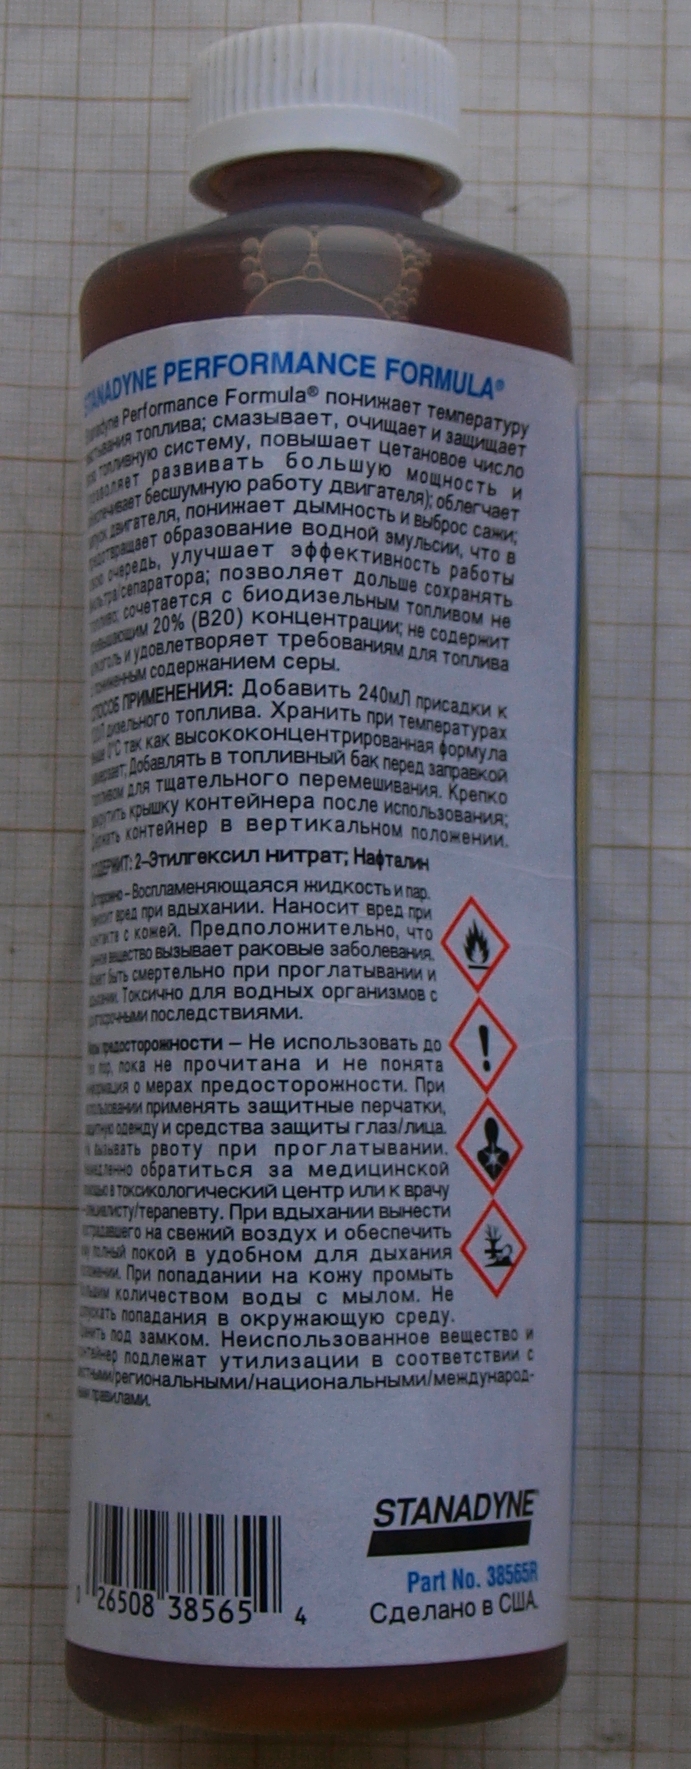 STANADYNE PERFORMANCE FORMULA®
Stanadyne Performance Formula® понижает температуру
застывания топлива; смазывает, очищает и защищает
топливную систему, повышает цетановое число
позволяет развивать большую мощность и
обеспечивает бесшумную работу двигателя); облегчает
запуск двигателя, понижает дымность и выброс сажи;
предотвращает образование водной эмульсии, что в
свою очередь, улучшает эффективность работы
фильтра/сепаратора; позволяет дольше сохранять
топливо; сочетается с биодизельным топливом не
превышающим 20% (B20) концентрации; не содержит
алкоголь и удовлетворяет требованиям для топлива
с пониженным содержанием серы.
СПОСОБ ПРИМЕНЕНИЯ: Добавить 240мЛ присадки к
дизельного топлива. Хранить при температурах
выше 0°С так как высококонцентрированная формула
замерзает; Добавлять в топливный бак перед заправкой
топливом для тщательного перемешивания. Крепко
закрутить крышку контейнера после использования;
Держать контейнер в вертикальном положении.
СОДЕРЖИТ: 2–Этилгексил нитрат; Нафталин
Осторожно – Воспламеняющаяся жидкость и пар.
Наносит вред при вдыхании. Наносит вред при
контакте с кожей. Предположительно, что
данное вещество вызывает раковые заболевания.
Может быть смертельно при проглатывании и
вдыхании. Токсично для водных организмов с
долгосрочными последствиями.
Меры предосторожности – Не использовать до
тех пор, пока не прочитана и не понята
информация о мерах предосторожности. При
использовании применять защитные перчатки,
защитную одежду и средства защиты глаз/лица.
Не вызывать рвоту при проглатывании.
Немедленно обратиться за медицинской
помощью в токсикологический центр или к врачу
–специалисту/терапевту. При вдыхании вынести
пострадавшего на свежий воздух и обеспечить
ему полный покой в удобном для дыхания
положении. При попадании на кожу промыть
большим количеством воды с мылом. Не
допускать попадания в окружающую среду.
Хранить под замком. Неиспользованное вещество и
контейнер подлежат утилизации в соответствии с
местными/региональными/национальными/международ-
ными правилами.
STANADYNE
Part No. 38565R
Сделано в США.
0 26508 38565 4